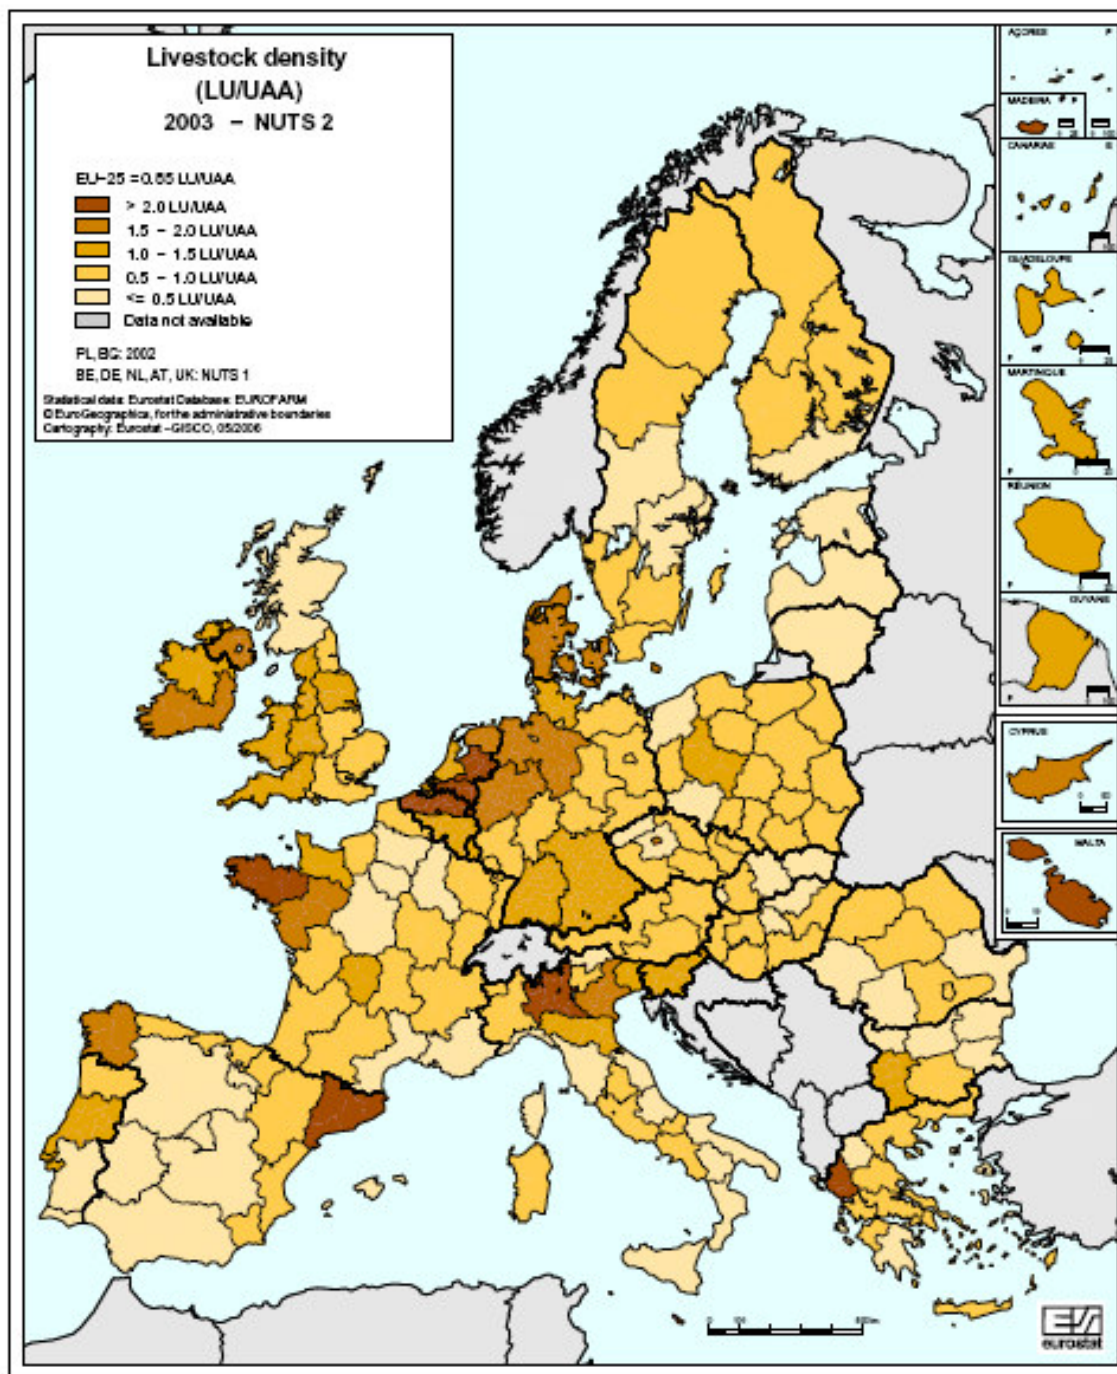 Livestock density
(LU/UAA)
2003 - NUTS 2
EU-25 = 0.85 LU/UAA
> 2.0 LU/UAA
1.5 - 2.0 LU/UAA
1.0 - 1.5 LU/UAA
0.5 - 1.0 LU/UAA
<= 0.5 LU/UAA
Data not available
PL, BG: 2002
BE, DE, NL, AT, UK: NUTS 1
Statistical data: Eurostat Database: EUROFARM
© EuroGeographica, for the administrative boundaries
Cartography: Eurostat - GISCO, 05/2006
AÇORES P
MADEIRA P
CANARIAS E
GUADELOUPE
F
MARTINIQUE
F
RÉUNION
F
GUYANE
F
CYPRUS
MALTA
eurostat